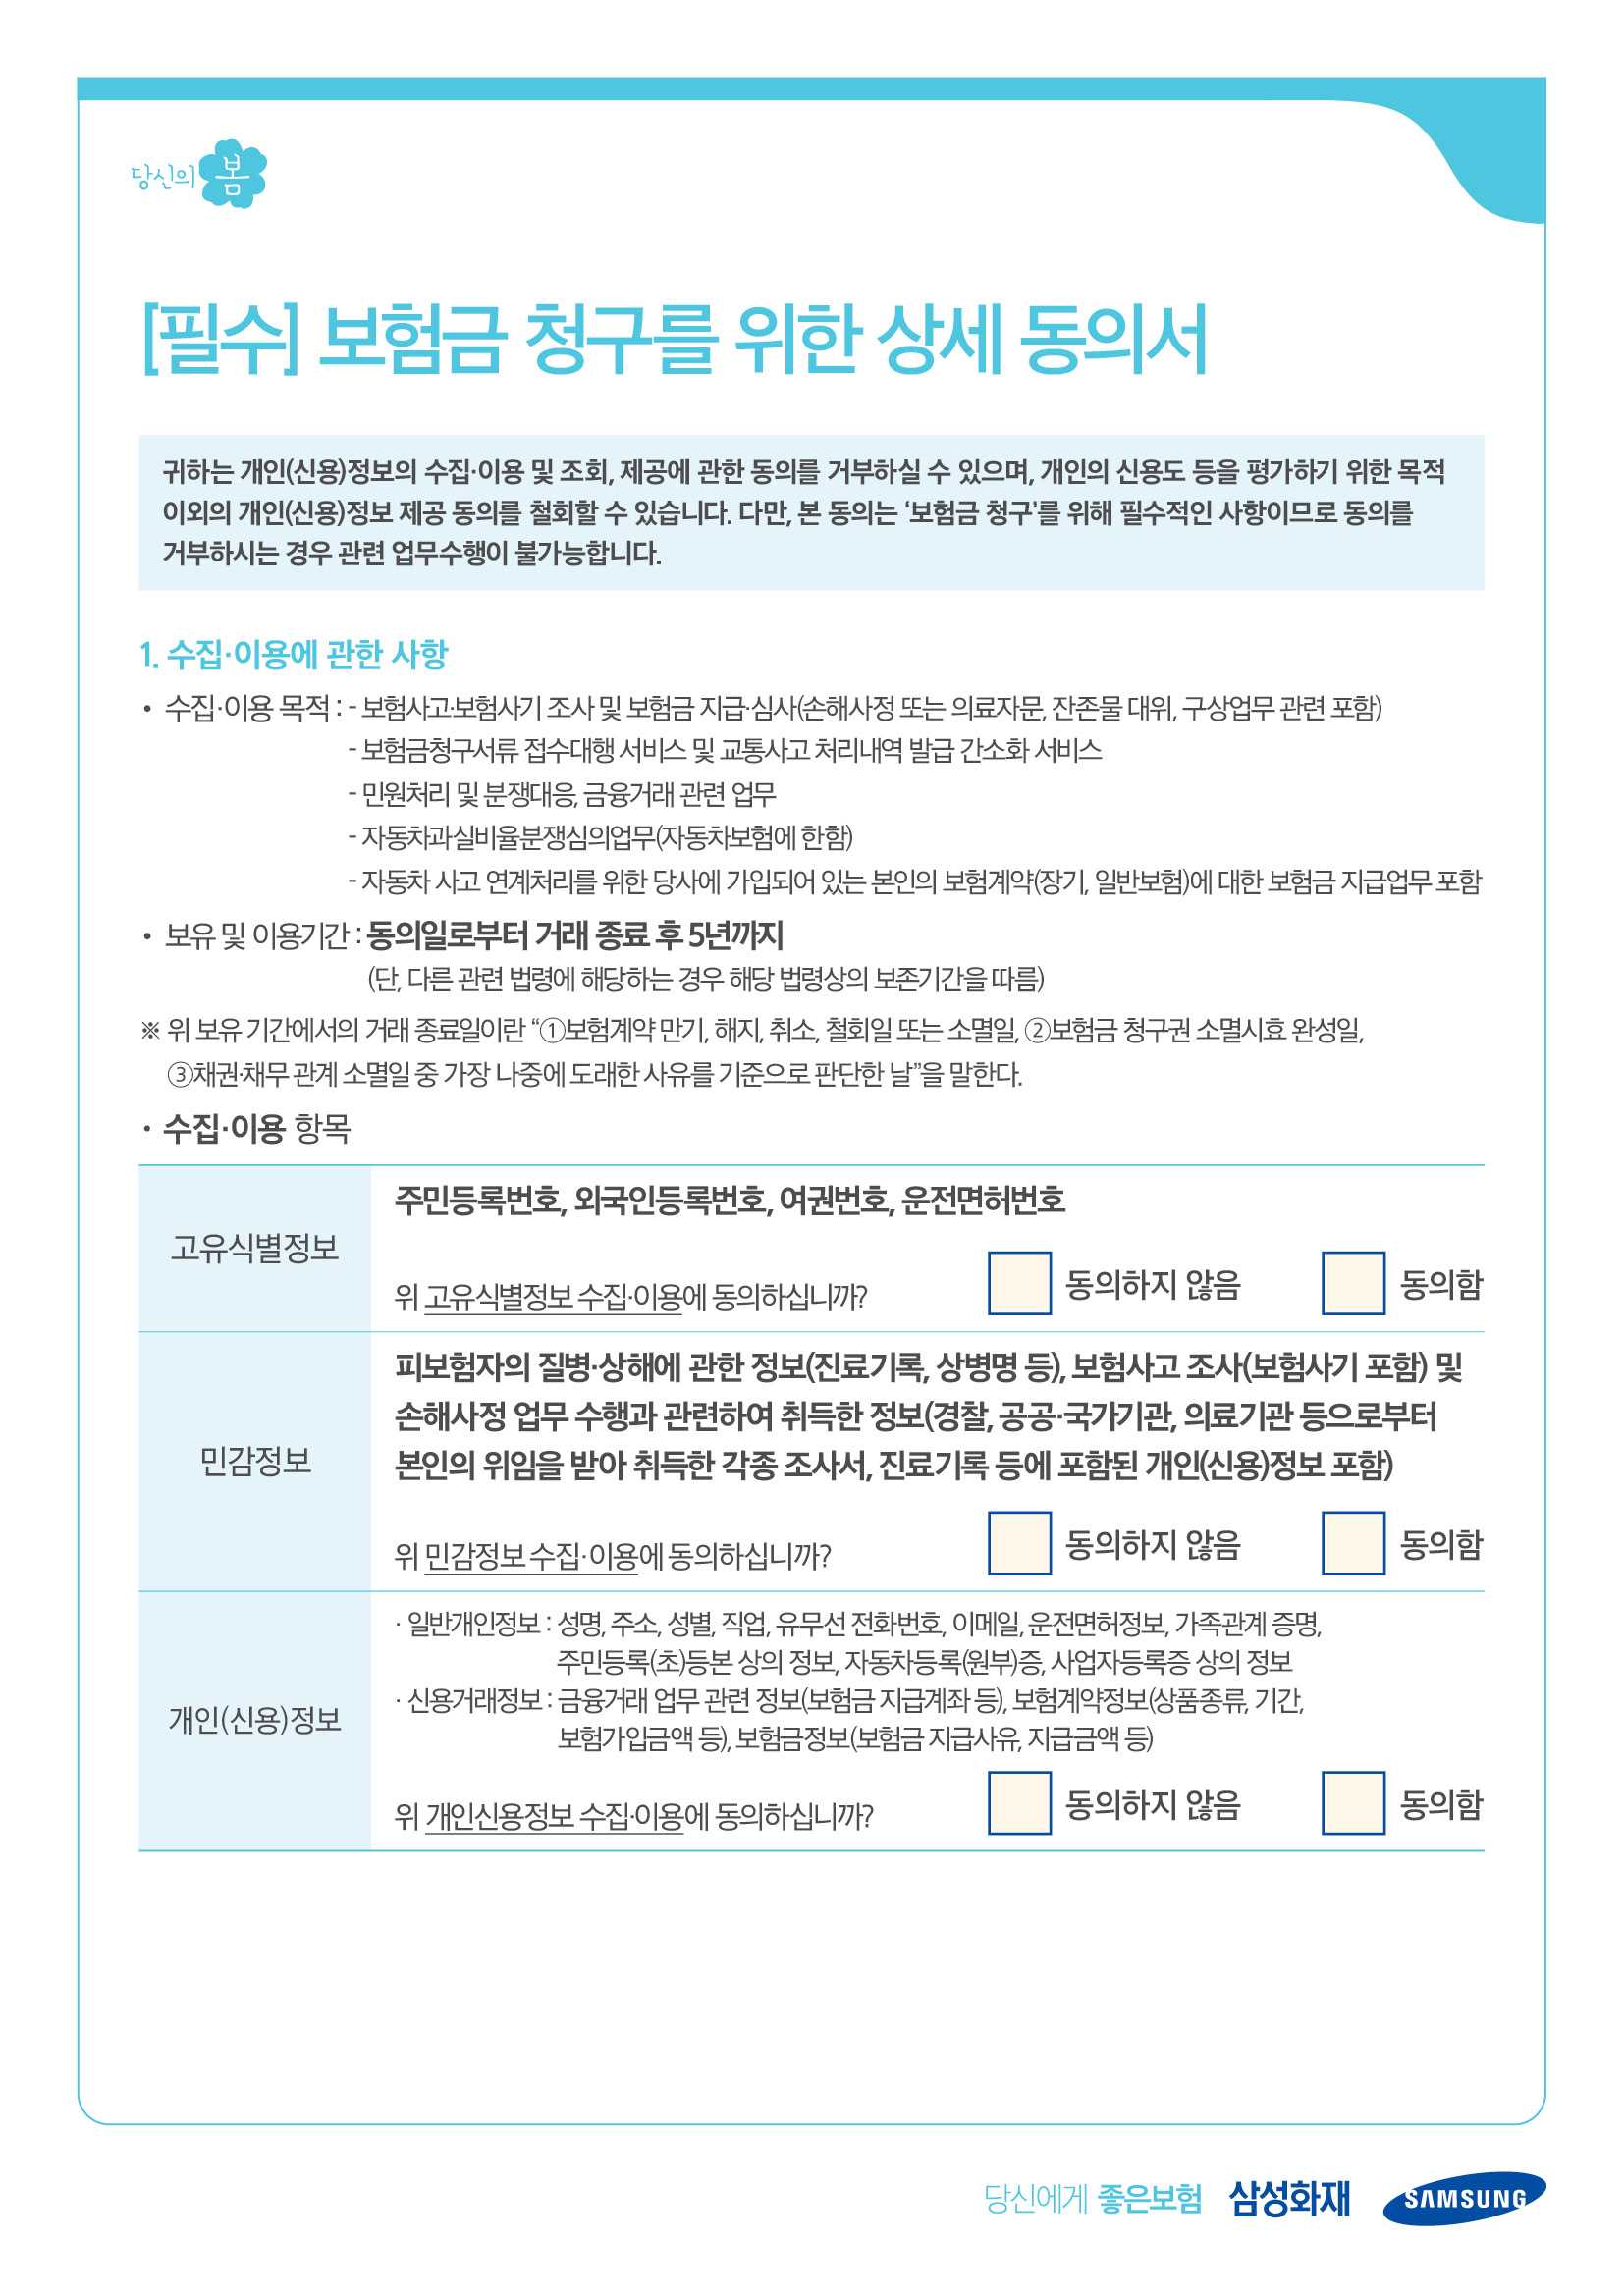 당신의 봄
[필수] 보험금 청구를 위한 상세 동의서
귀하는 개인(신용)정보의 수집·이용 및 조회, 제공에 관한 동의를 거부하실 수 있으며, 개인의 신용도 등을 평가하기 위한 목적
이외의 개인(신용)정보 제공 동의를 철회할 수 있습니다. 다만, 본 동의는 ‘보험금 청구’를 위해 필수적인 사항이므로 동의를
거부하시는 경우 관련 업무수행이 불가능합니다.
1. 수집·이용에 관한 사항
• 수집·이용 목적 : - 보험사고·보험사기 조사 및 보험금 지급·심사(손해사정 또는 의료자문, 잔존물 대위, 구상업무 관련 포함)
- 보험금청구서류 접수대행 서비스 및 교통사고 처리내역 발급 간소화 서비스
- 민원처리 및 분쟁대응, 금융거래 관련 업무
- 자동차과실비율분쟁심의업무(자동차보험에 한함)
- 자동차 사고 연계처리를 위한 당사에 가입되어 있는 본인의 보험계약(장기, 일반보험)에 대한 보험금 지급업무 포함
• 보유 및 이용기간 : 동의일로부터 거래 종료 후 5년까지
(단, 다른 관련 법령에 해당하는 경우 해당 법령상의 보존기간을 따름)
※ 위 보유 기간에서의 거래 종료일이란 “①보험계약 만기, 해지, 취소, 철회일 또는 소멸일, ②보험금 청구권 소멸시효 완성일,
③채권·채무 관계 소멸일 중 가장 나중에 도래한 사유를 기준으로 판단한 날”을 말한다.
• 수집·이용 항목
고유식별정보
주민등록번호, 외국인등록번호, 여권번호, 운전면허번호
위 고유식별정보 수집·이용에 동의하십니까? 동의하지 않음 동의함
민감정보
피보험자의 질병·상해에 관한 정보(진료기록, 상병명 등), 보험사고 조사(보험사기 포함) 및
손해사정 업무 수행과 관련하여 취득한 정보(경찰, 공공·국가기관, 의료기관 등으로부터
본인의 위임을 받아 취득한 각종 조사서, 진료기록 등에 포함된 개인(신용)정보 포함)
위 민감정보 수집·이용에 동의하십니까? 동의하지 않음 동의함
개인(신용)정보
· 일반개인정보 : 성명, 주소, 성별, 직업, 유무선 전화번호, 이메일, 운전면허정보, 가족관계 증명,
주민등록(초)등본 상의 정보, 자동차등록(원부)증, 사업자등록증 상의 정보
· 신용거래정보 : 금융거래 업무 관련 정보(보험금 지급계좌 등), 보험계약정보(상품종류, 기간,
보험가입금액 등), 보험금정보(보험금 지급사유, 지급금액 등)
위 개인신용정보 수집·이용에 동의하십니까? 동의하지 않음 동의함
당신에게 좋은보험 삼성화재 SAMSUNG